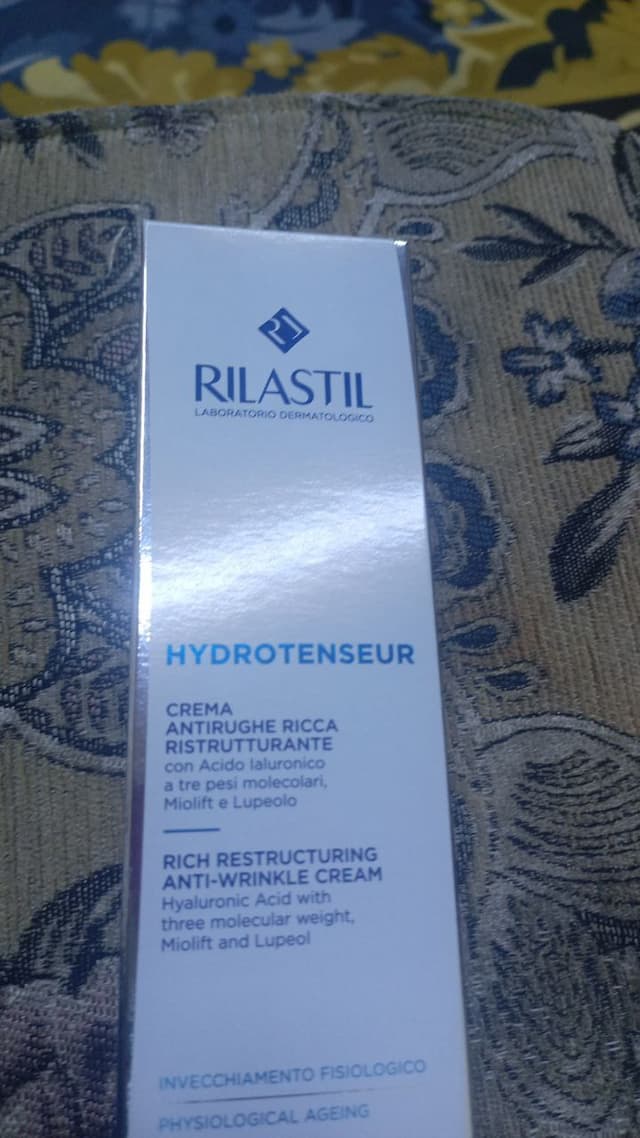 RILASTIL
LABORATORIO DERMATOLOGICO
HYDROTENSEUR
CREMA
ANTIRUGHE RICCA
RISTRUTTURANTE
con Acido Ialuronico
a tre pesi molecolari,
Miolift e Lupeolo
RICH RESTRUCTURING
ANTI-WRINKLE CREAM
Hyaluronic Acid with
three molecular weight,
Miolift and Lupeol
INVECCHIAMENTO FISIOLOGICO
PHYSIOLOGICAL AGEING